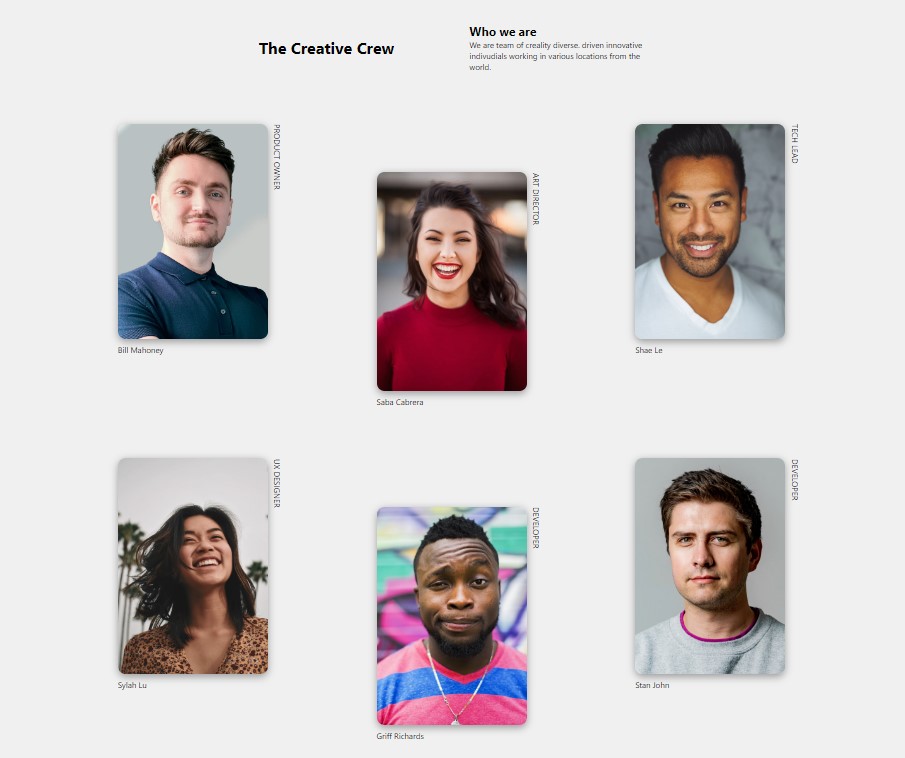 The Creative Crew
Who we are
We are team of creality diverse. driven innovative
indivudials working in various locations from the
world.
PRODUCT OWNER
Bill Mahoney
ART DIRECTOR
Saba Cabrera
TECH LEAD
Shae Le
UX DESIGNER
Sylah Lu
DEVELOPER
Griff Richards
DEVELOPER
Stan John